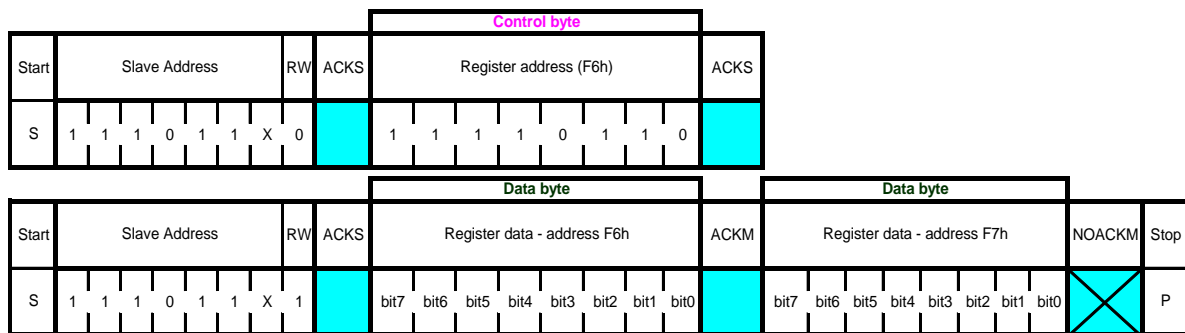 Control byte
Start Slave Address RW ACKS Register address (F6h) ACKS
S 1 1 1 0 1 1 X 0 1 1 1 1 0 1 1 0
Data byte Data byte
Start Slave Address RW ACKS Register data - address F6h ACKM Register data - address F7h NOACKM Stop
S 1 1 1 0 1 1 X 1 bit7 bit6 bit5 bit4 bit3 bit2 bit1 bit0 bit7 bit6 bit5 bit4 bit3 bit2 bit1 bit0 P